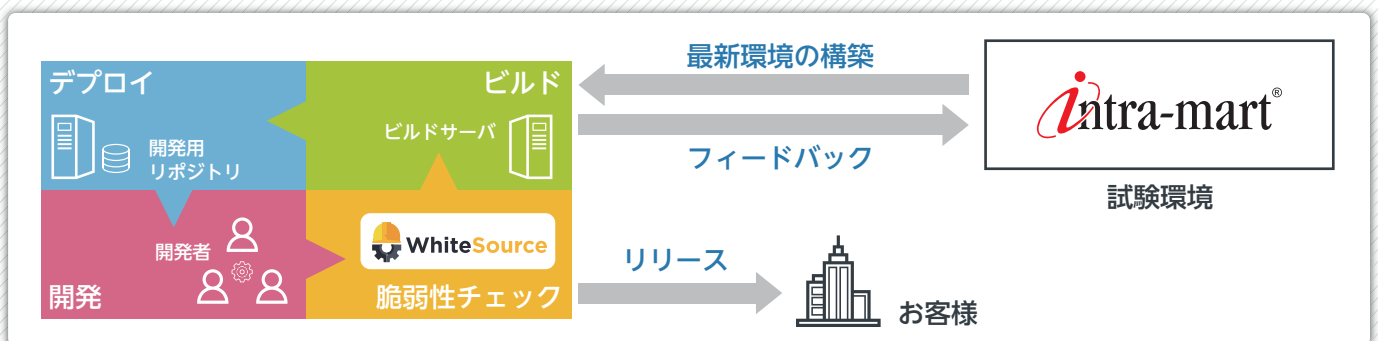 デプロイ
開発用
リポジトリ
ビルド
ビルドサーバ
開発者
開発
WhiteSource
脆弱性チェック
最新環境の構築
フィードバック
intra-mart®
試験環境
リリース
お客様